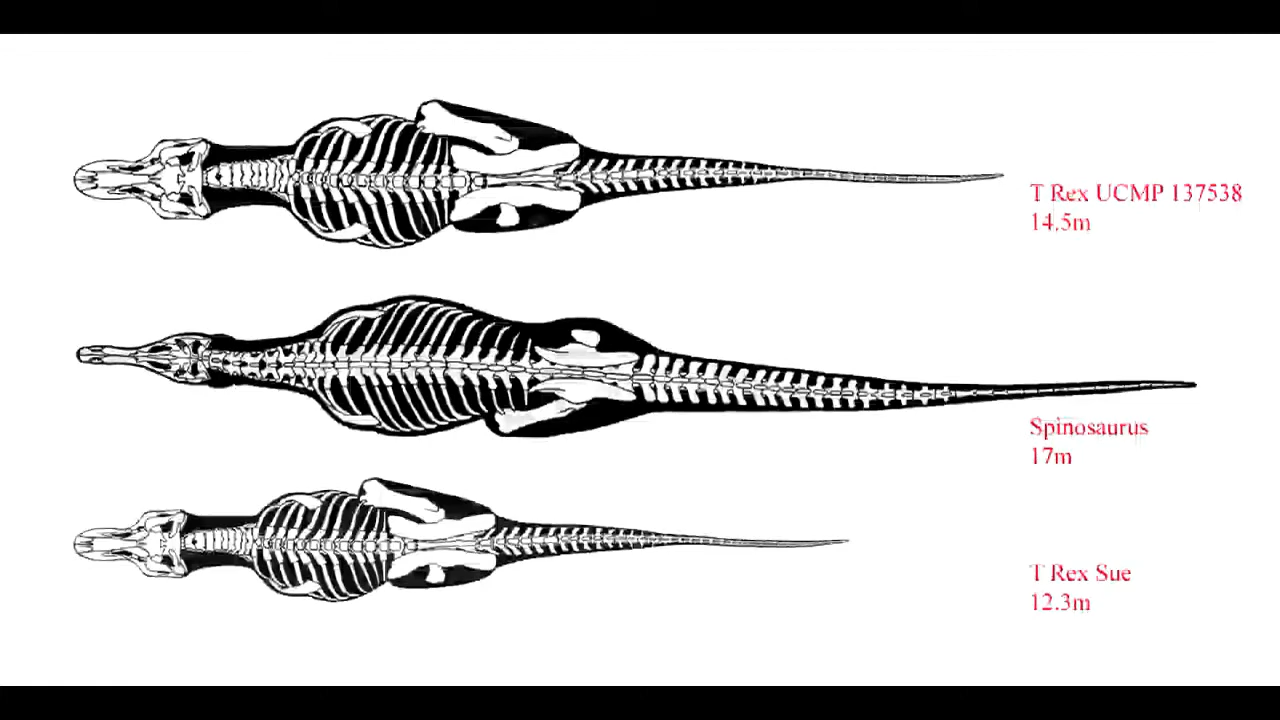 T Rex UCMP 137538
14.5m
Spinosaurus
17m
T Rex Sue
12.3m